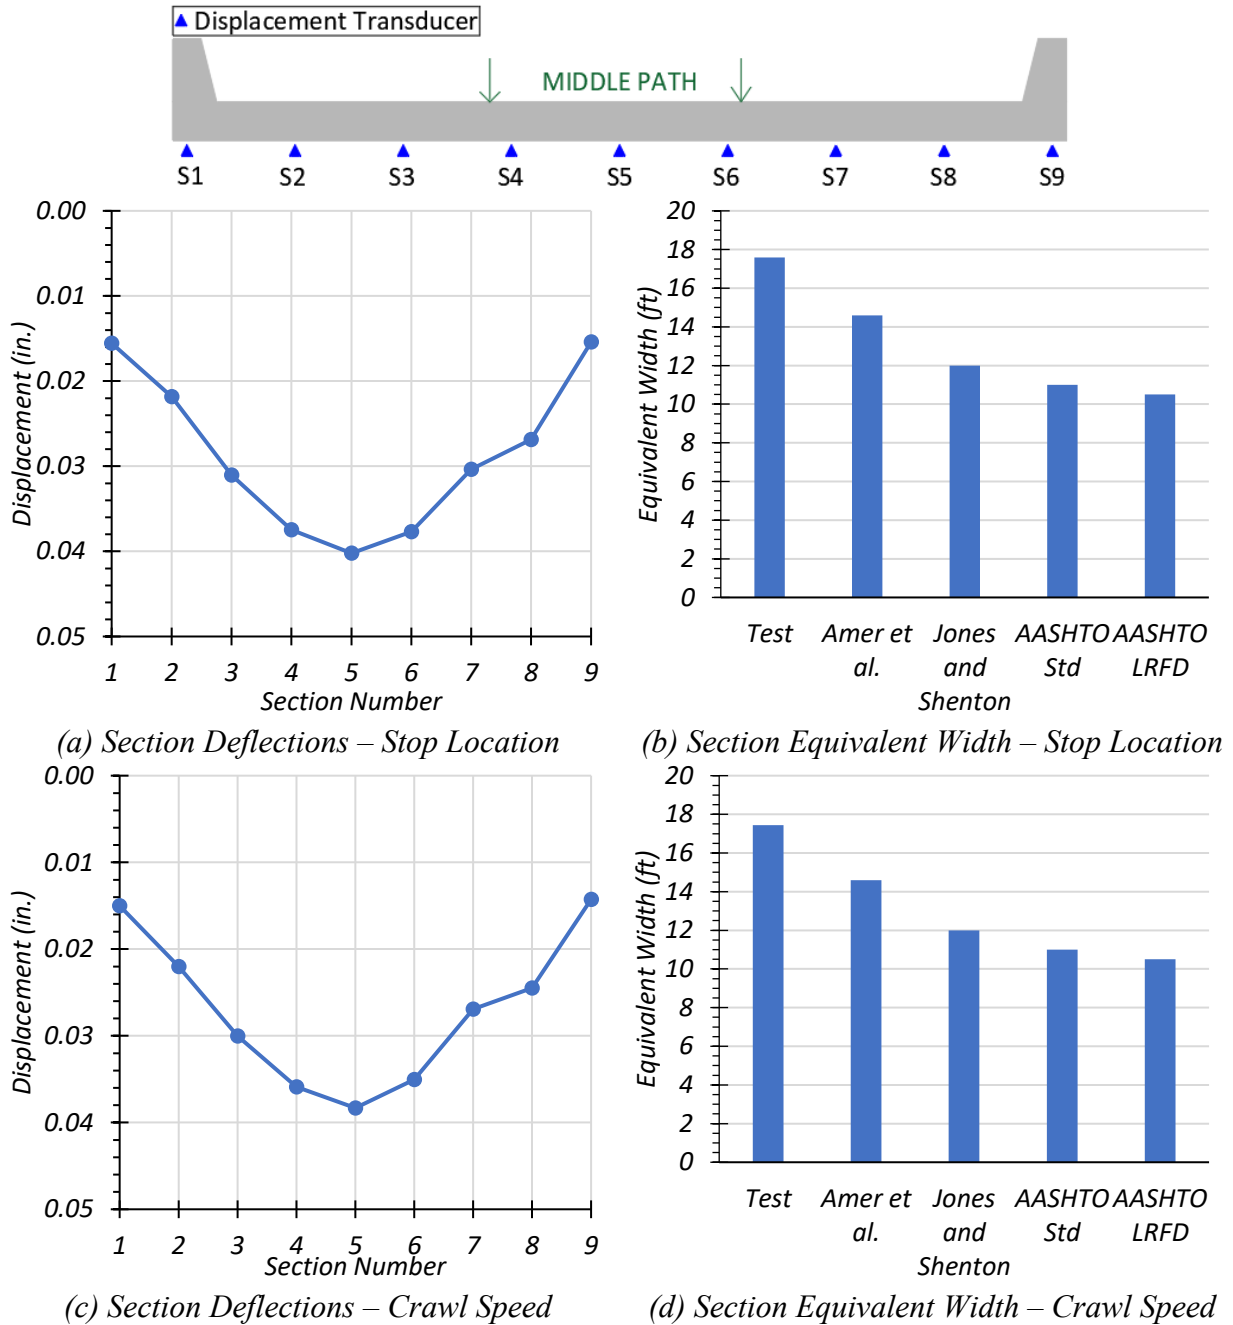 Displacement Transducer
MIDDLE PATH
S1 S2 S3 S4 S5 S6 S7 S8 S9
Displacement (in.)
0.00
0.01
0.02
0.03
0.04
0.05
1 2 3 4 5 6 7 8 9
Section Number
Equivalent Width (ft)
20
18
16
14
12
10
8
6
4
2
0
Test Amer et Jones AASHTO AASHTO
al. and Std LRFD
Shenton
(a) Section Deflections – Stop Location
(b) Section Equivalent Width – Stop Location
Displacement (in.)
0.00
0.01
0.02
0.03
0.04
0.05
1 2 3 4 5 6 7 8 9
Section Number
Equivalent Width (ft)
20
18
16
14
12
10
8
6
4
2
0
Test Amer et Jones AASHTO AASHTO
al. and Std LRFD
Shenton
(c) Section Deflections – Crawl Speed
(d) Section Equivalent Width – Crawl Speed